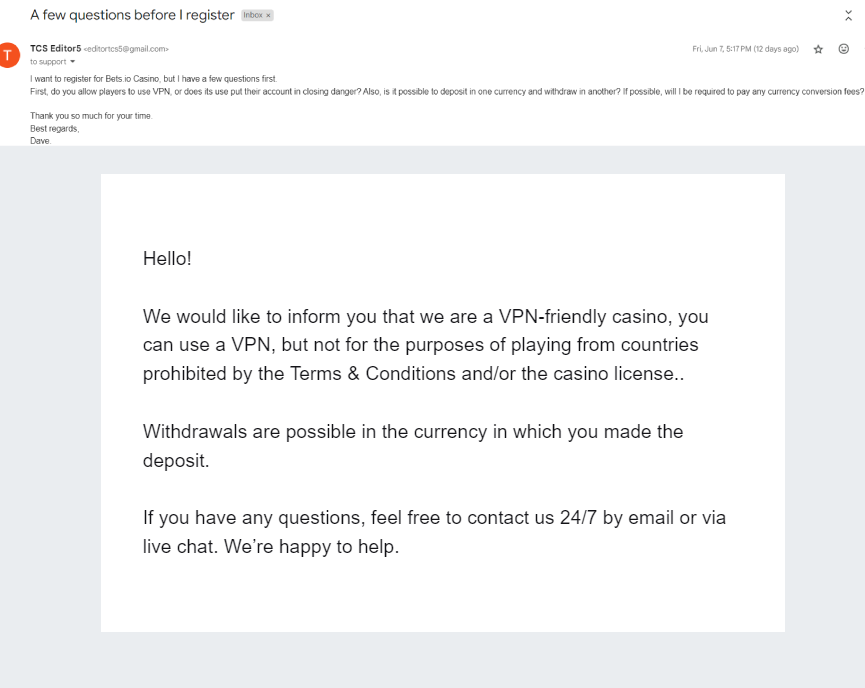 A few questions before I register Inbox ×
T
TCS Editor5 <editortcs5@gmail.com>
Fri, Jun 7, 5:17 PM (12 days ago)
to support
I want to register for Bets.io Casino, but I have a few questions first.
First, do you allow players to use VPN, or does its use put their account in closing danger? Also, is it possible to deposit in one currency and withdraw in another? If possible, will I be required to pay any currency conversion fees?
Thank you so much for your time.
Best regards,
Dave.
Hello!
We would like to inform you that we are a VPN-friendly casino, you
can use a VPN, but not for the purposes of playing from countries
prohibited by the Terms & Conditions and/or the casino license..
Withdrawals are possible in the currency in which you made the
deposit.
If you have any questions, feel free to contact us 24/7 by email or via
live chat. We’re happy to help.